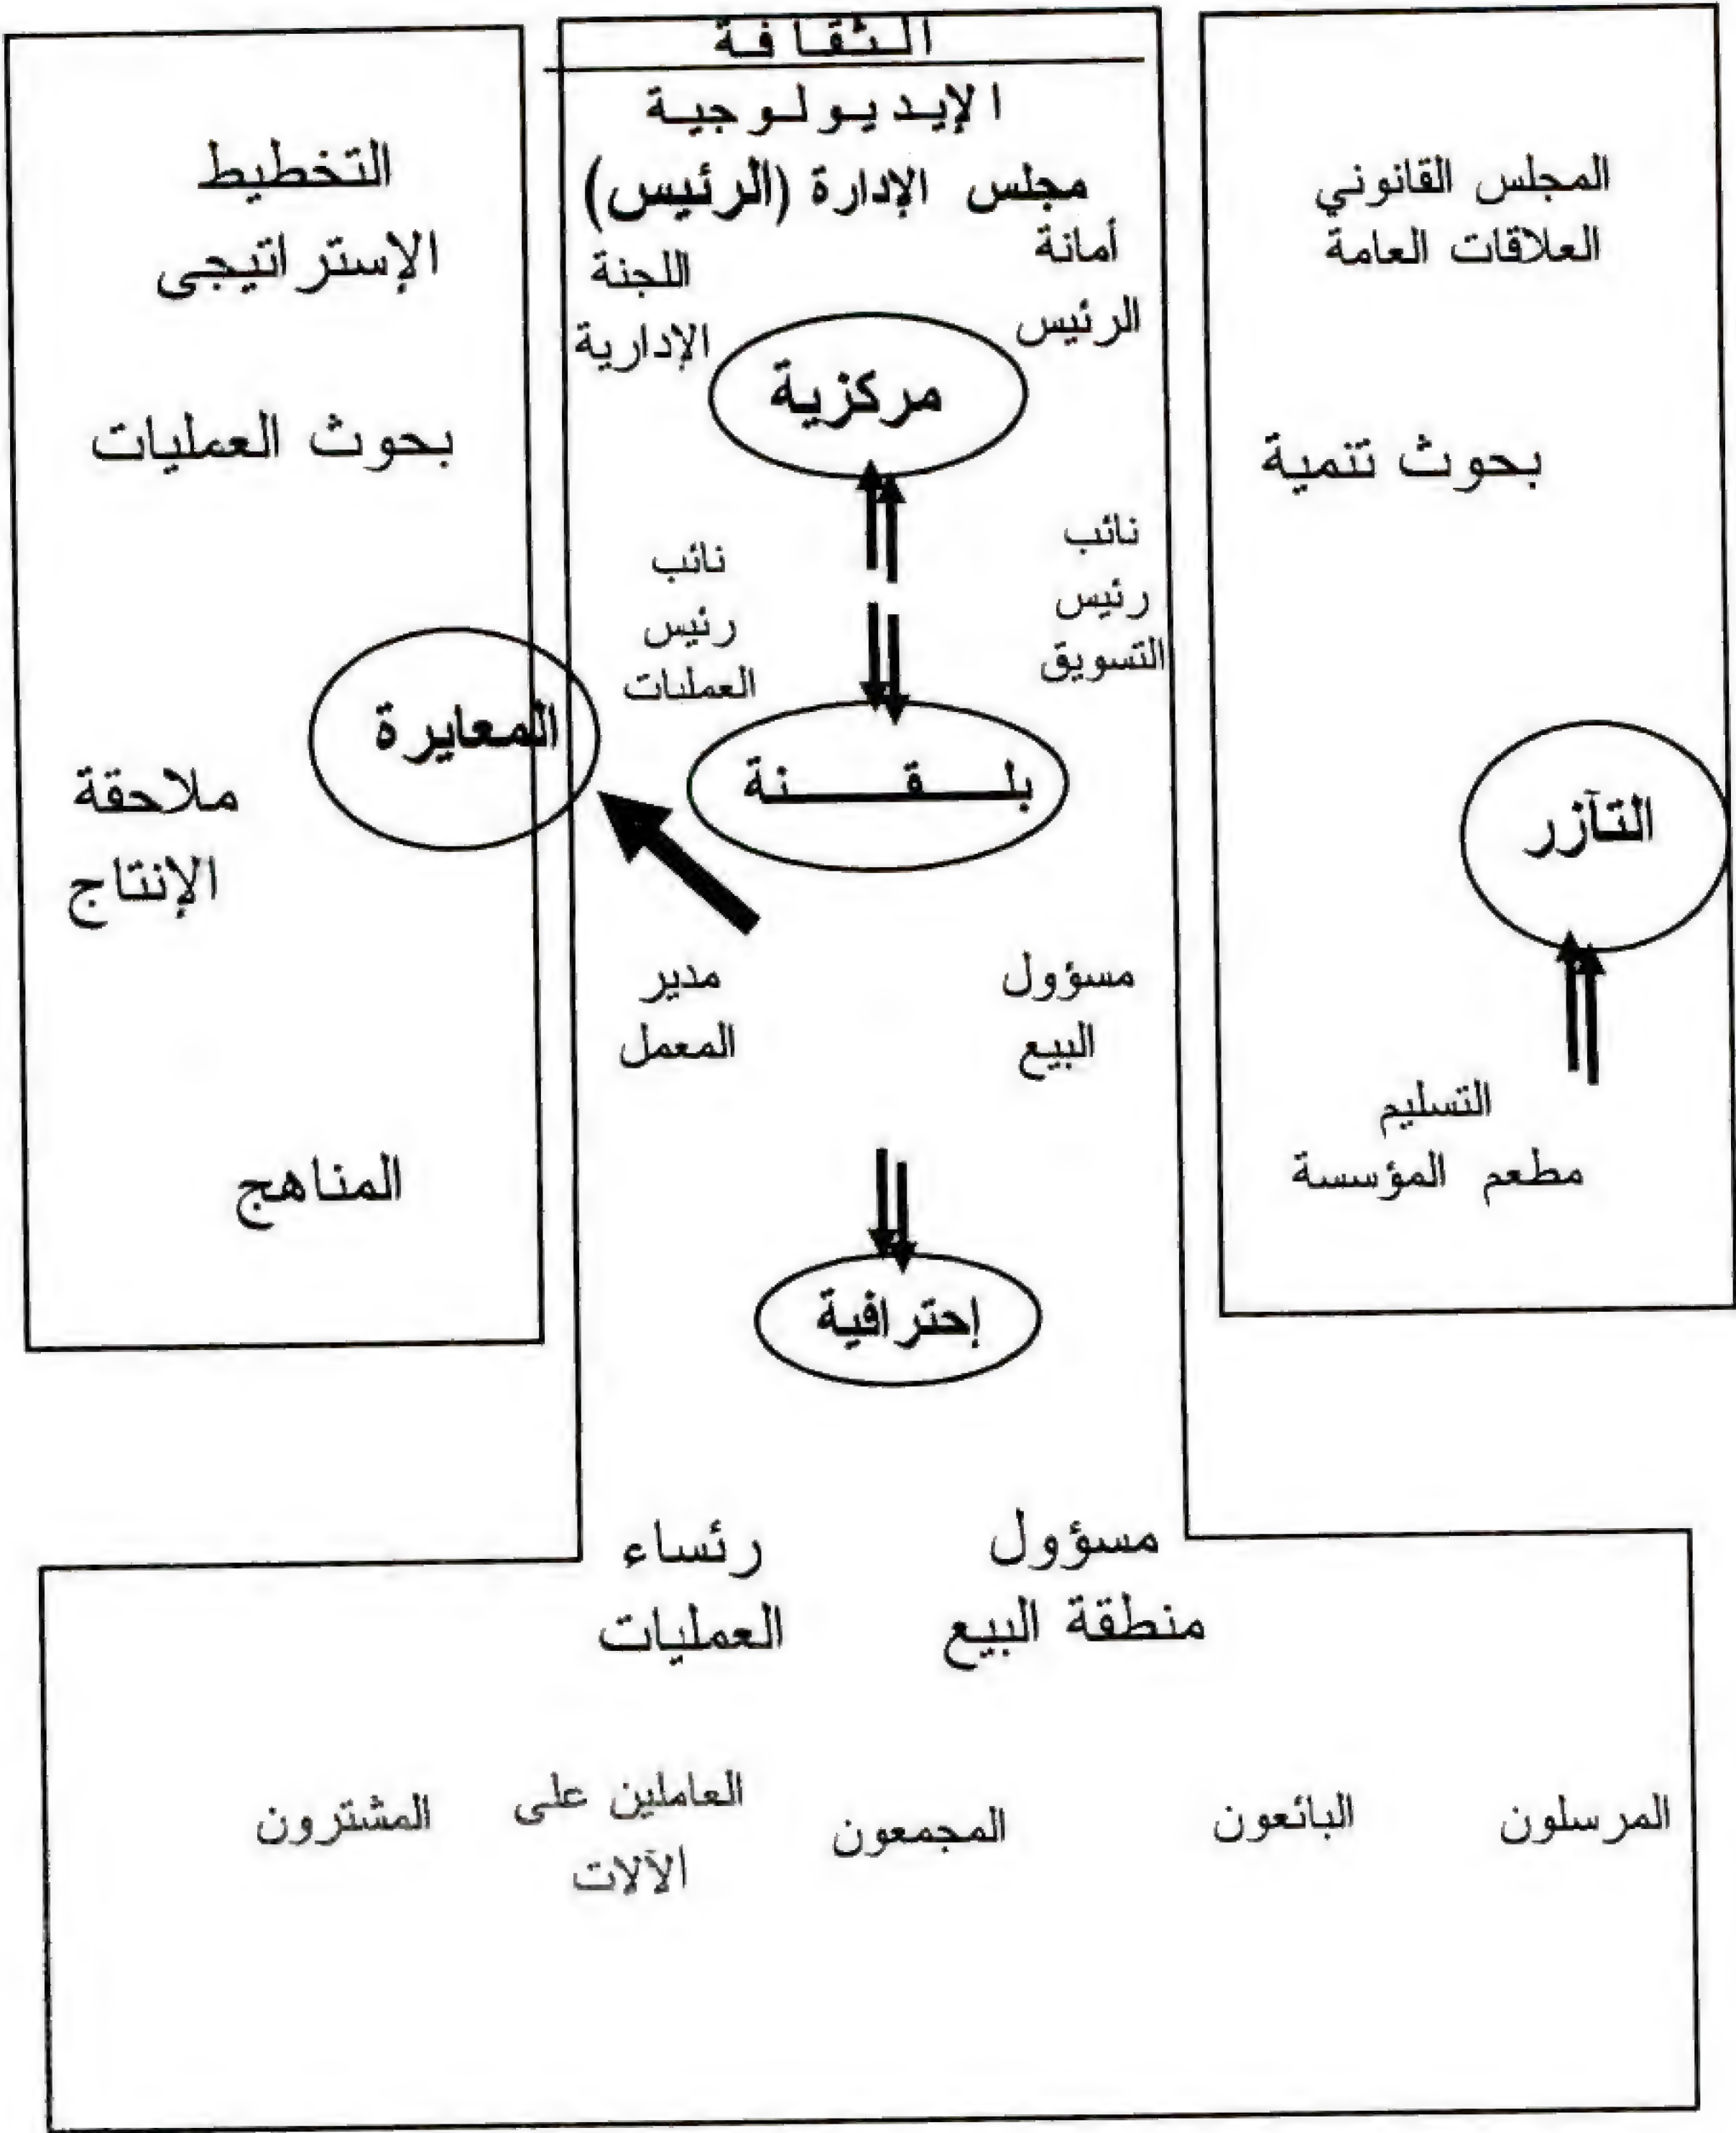 الثقافة
الإيديولوجية
مجلس الإدارة (الرئيس)
أمانة
الرئيس
اللجنة
الإدارية
مركزية
نائب
رئيس
التسويق
نائب
رئيس
العمليات
بلقنة
مسؤول
البيع
مدير
المعمل
إحترافية
المجلس القانوني
العلاقات العامة
بحوث تنمية
التآزر
التسليم
مطعم المؤسسة
التخطيط
الإستراتيجى
بحوث العمليات
المعايرة
ملاحقة
الإنتاج
المناهج
مسؤول
منطقة البيع
رئساء
العمليات
المرسلون
البائعون
المجمعون
العاملين على
الآلات
المشترون